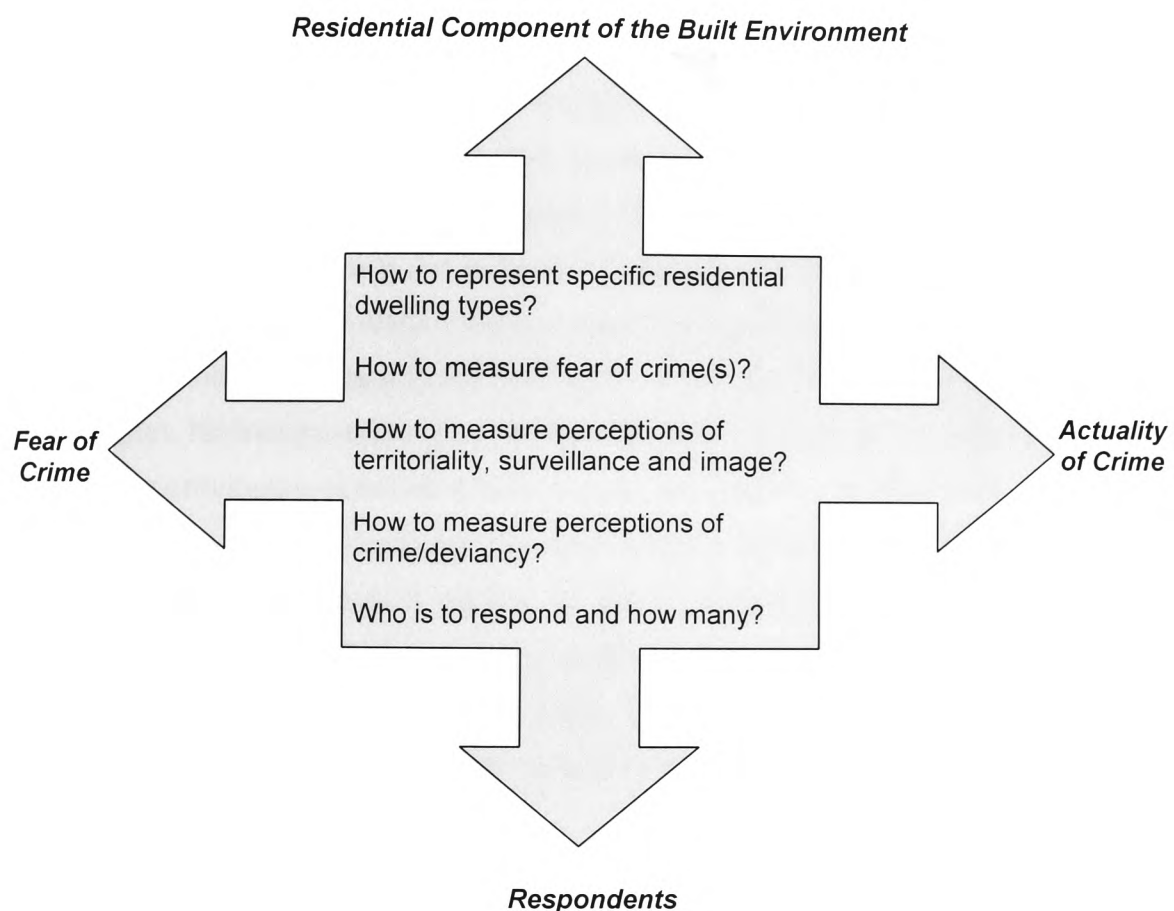 Residential Component of the Built Environment
How to represent specific residential
dwelling types?
How to measure fear of crime(s)?
How to measure perceptions of
territoriality, surveillance and image?
How to measure perceptions of
crime/deviancy?
Who is to respond and how many?
Fear of
Crime
Actuality
of Crime
Respondents